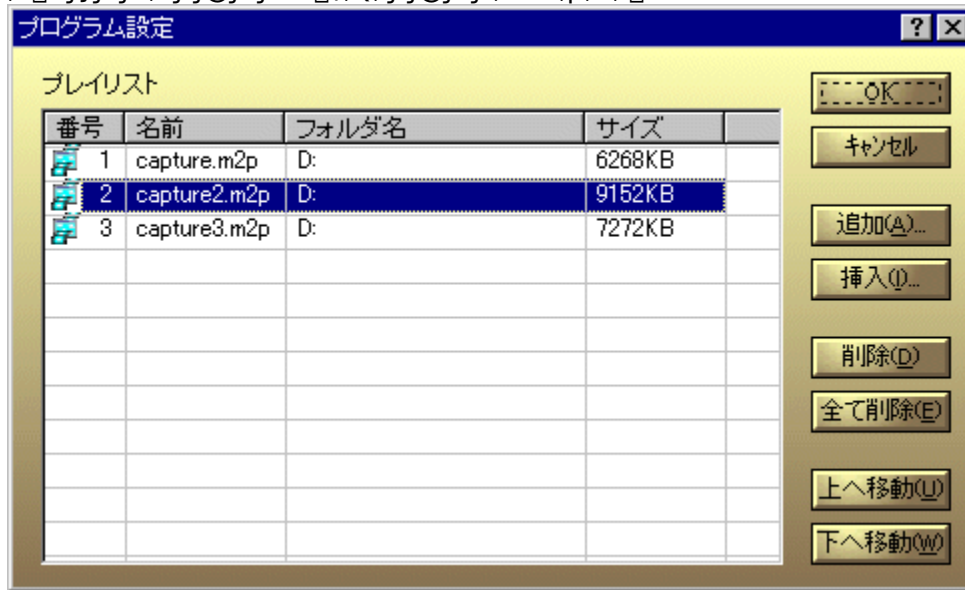 プログラム設定
プレイリスト
番号 名前 フォルダ名 サイズ
1 capture.m2p D: 6268KB
2 capture2.m2p D: 9152KB
3 capture3.m2p D: 7272KB
OK
キャンセル
追加(A)...
挿入(I)...
削除(D)
全て削除(E)
上へ移動(U)
下へ移動(W)